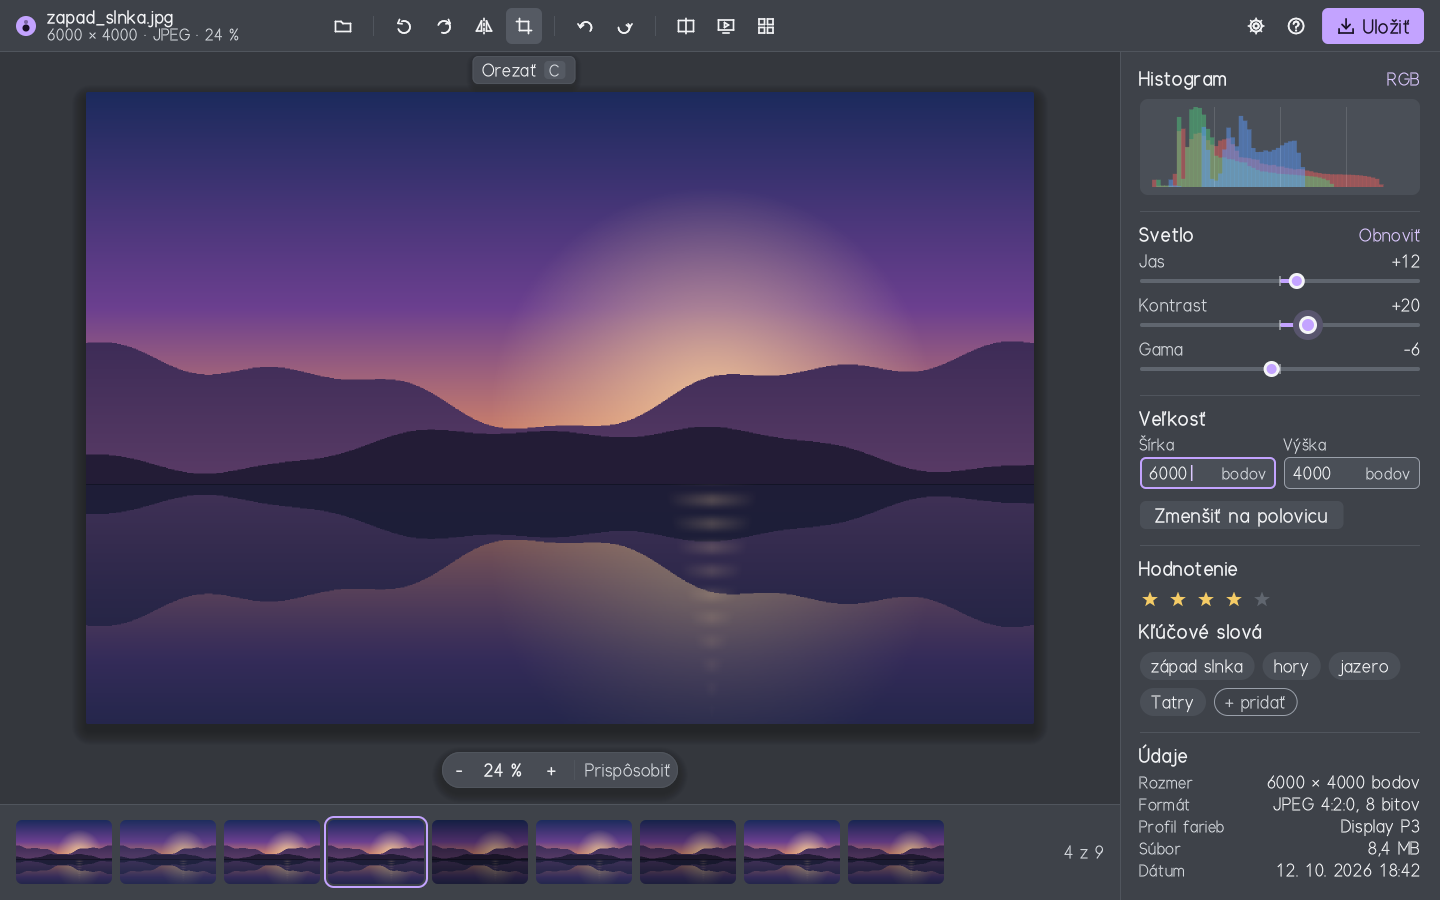 zapad_slnka.jpg
6000 × 4000 · JPEG · 24 %
Uložiť
Orezať C
Histogram RGB
Svetlo Obnoviť
Jas +12
Kontrast +20
Gama -6
Veľkosť
Šírka Výška
6000 bodov 4000 bodov
Zmenšiť na polovicu
Hodnotenie
Kľúčové slová
západ slnka hory jazero
Tatry + pridať
- 24 % + Prispôsobiť
Údaje
Rozmer 6000 × 4000 bodov
Formát JPEG 4:2:0, 8 bitov
Profil farieb Display P3
Súbor 8,4 MB
Dátum 12. 10. 2026 18:42
4 z 9